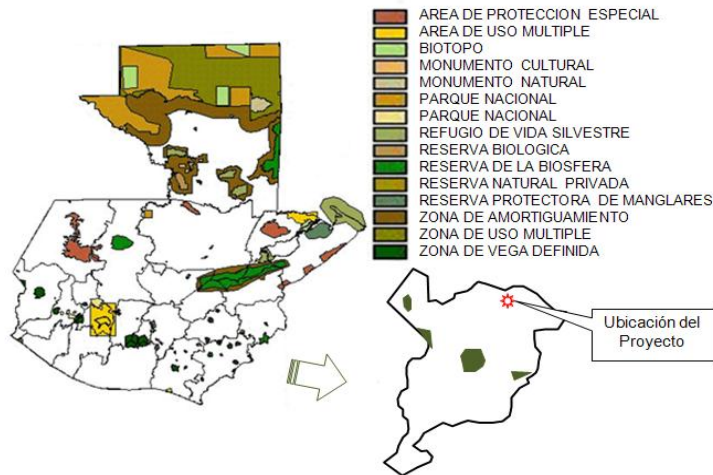 AREA DE PROTECCION ESPECIAL
AREA DE USO MULTIPLE
BIOTOPO
MONUMENTO CULTURAL
MONUMENTO NATURAL
PARQUE NACIONAL
PARQUE NACIONAL
REFUGIO DE VIDA SILVESTRE
RESERVA BIOLOGICA
RESERVA DE LA BIOSFERA
RESERVA NATURAL PRIVADA
RESERVA PROTECTORA DE MANGLARES
ZONA DE AMORTIGUAMIENTO
ZONA DE USO MULTIPLE
ZONA DE VEGA DEFINIDA
Ubicación del
Proyecto